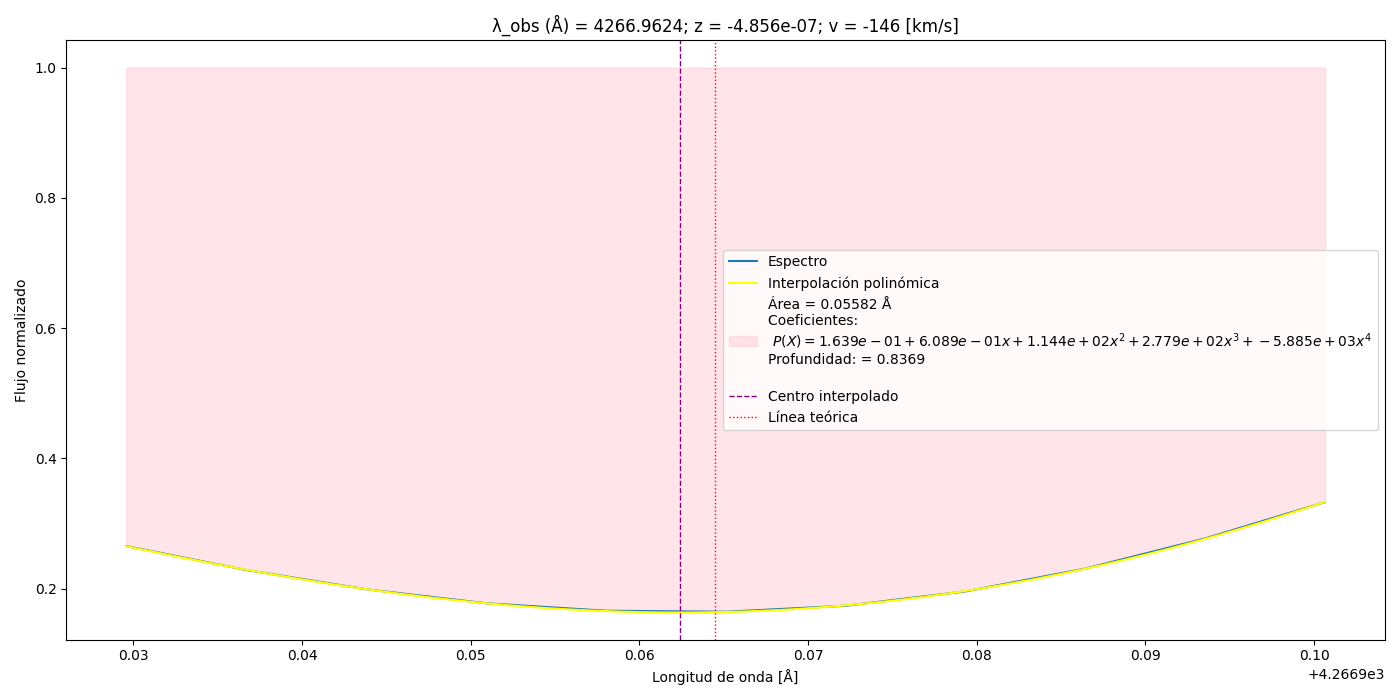 λ_obs (Å) = 4266.9624; z = -4.856e-07; v = -146 [km/s]
Flujo normalizado
1.0
0.8
0.6
0.4
0.2
Espectro
Interpolación polinómica
Área = 0.05582 Å
Coeficientes:
P(X) = 1.639e − 01 + 6.089e − 01x + 1.144e + 02x² + 2.779e + 02x³ + −5.885e + 03x⁴
Profundidad: = 0.8369
Centro interpolado
Línea teórica
0.03 0.04 0.05 0.06 0.07 0.08 0.09 0.10
+4.2669e3
Longitud de onda [Å]